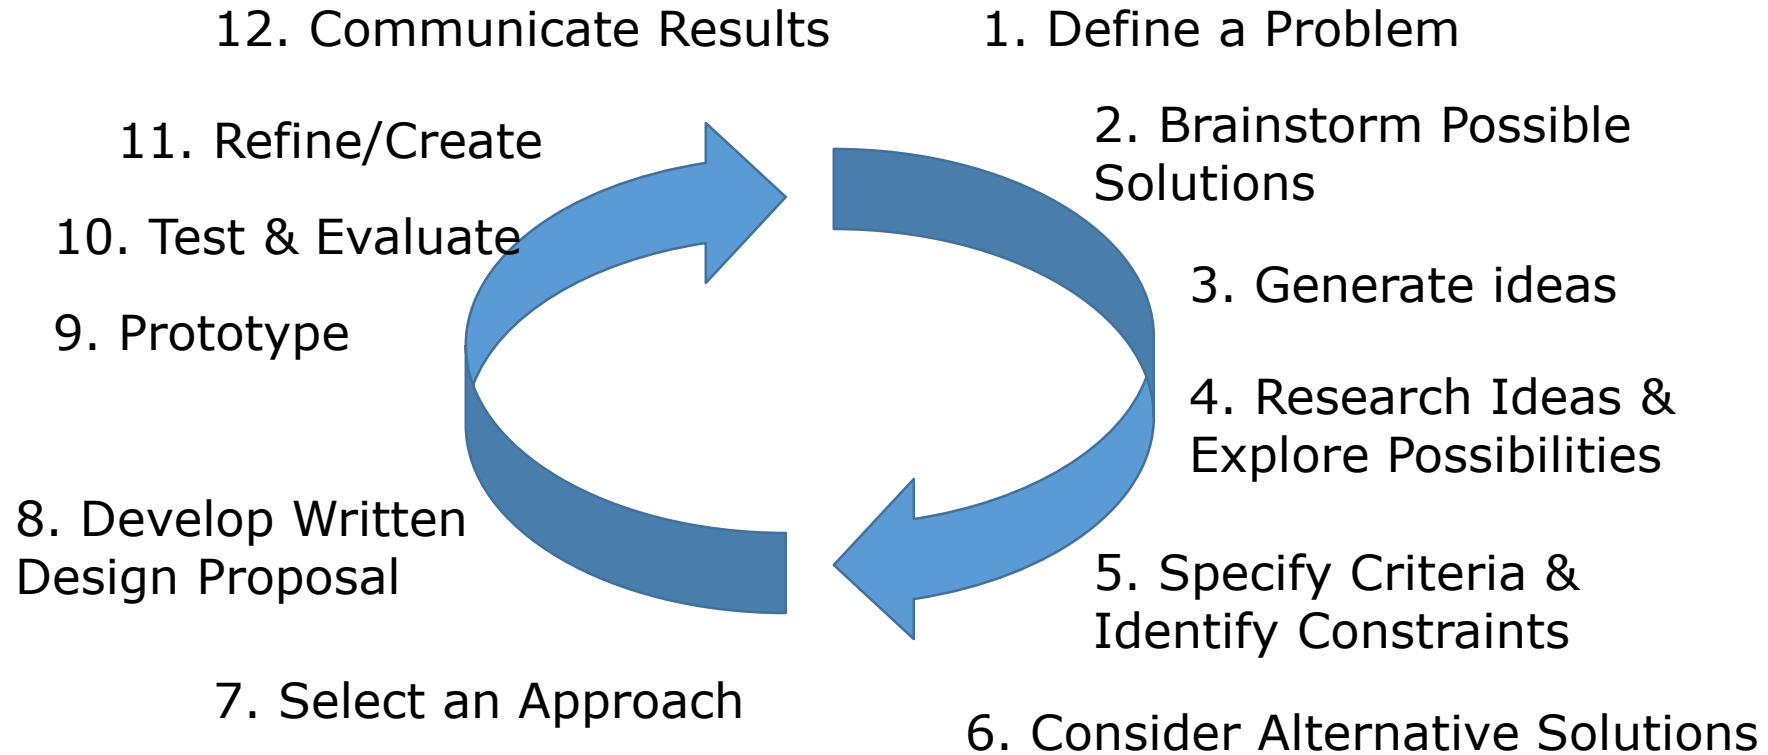 12. Communicate Results
1. Define a Problem
2. Brainstorm Possible
Solutions
11. Refine/Create
10. Test & Evaluate
3. Generate ideas
9. Prototype
4. Research Ideas &
Explore Possibilities
8. Develop Written
Design Proposal
5. Specify Criteria &
Identify Constraints
7. Select an Approach
6. Consider Alternative Solutions